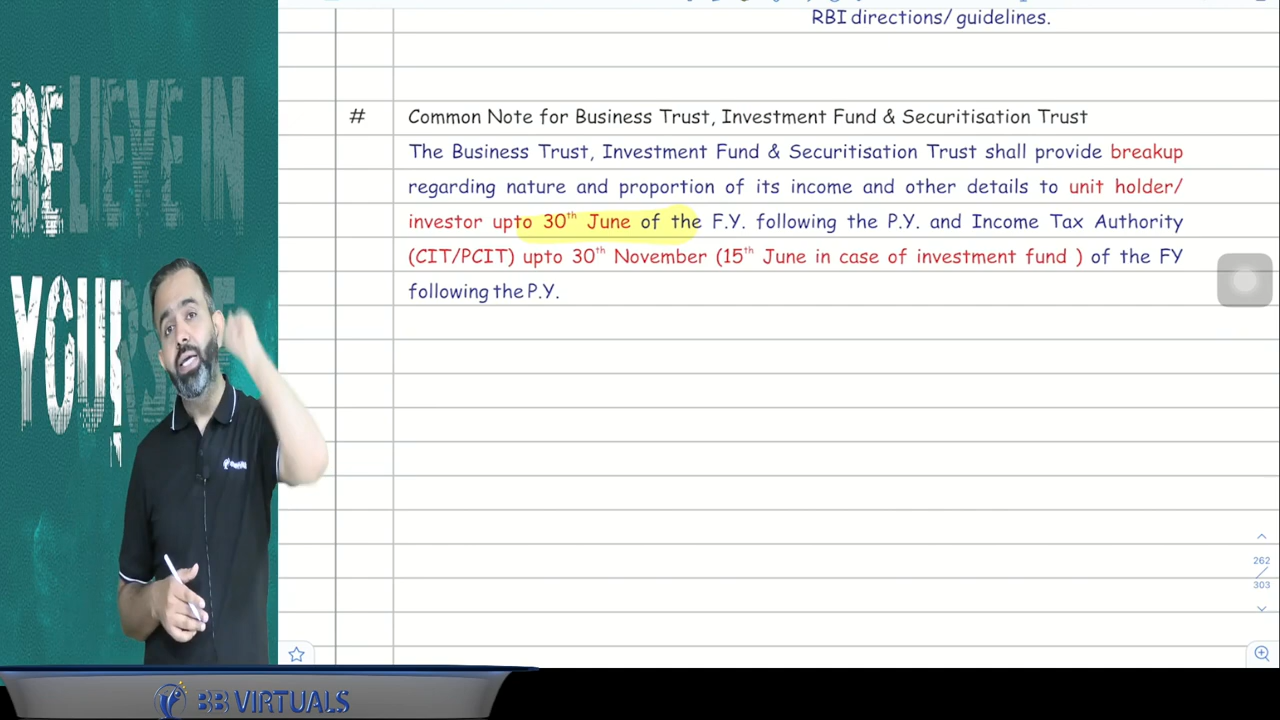 RBI directions/ guidelines.
# Common Note for Business Trust, Investment Fund & Securitisation Trust
The Business Trust, Investment Fund & Securitisation Trust shall provide breakup
regarding nature and proportion of its income and other details to unit holder/
investor upto 30th June of the F.Y. following the P.Y. and Income Tax Authority
(CIT/PCIT) upto 30th November (15th June in case of investment fund ) of the FY
following the P.Y.
BELIEVE IN
YOURSELF
262
303
BB VIRTUALS